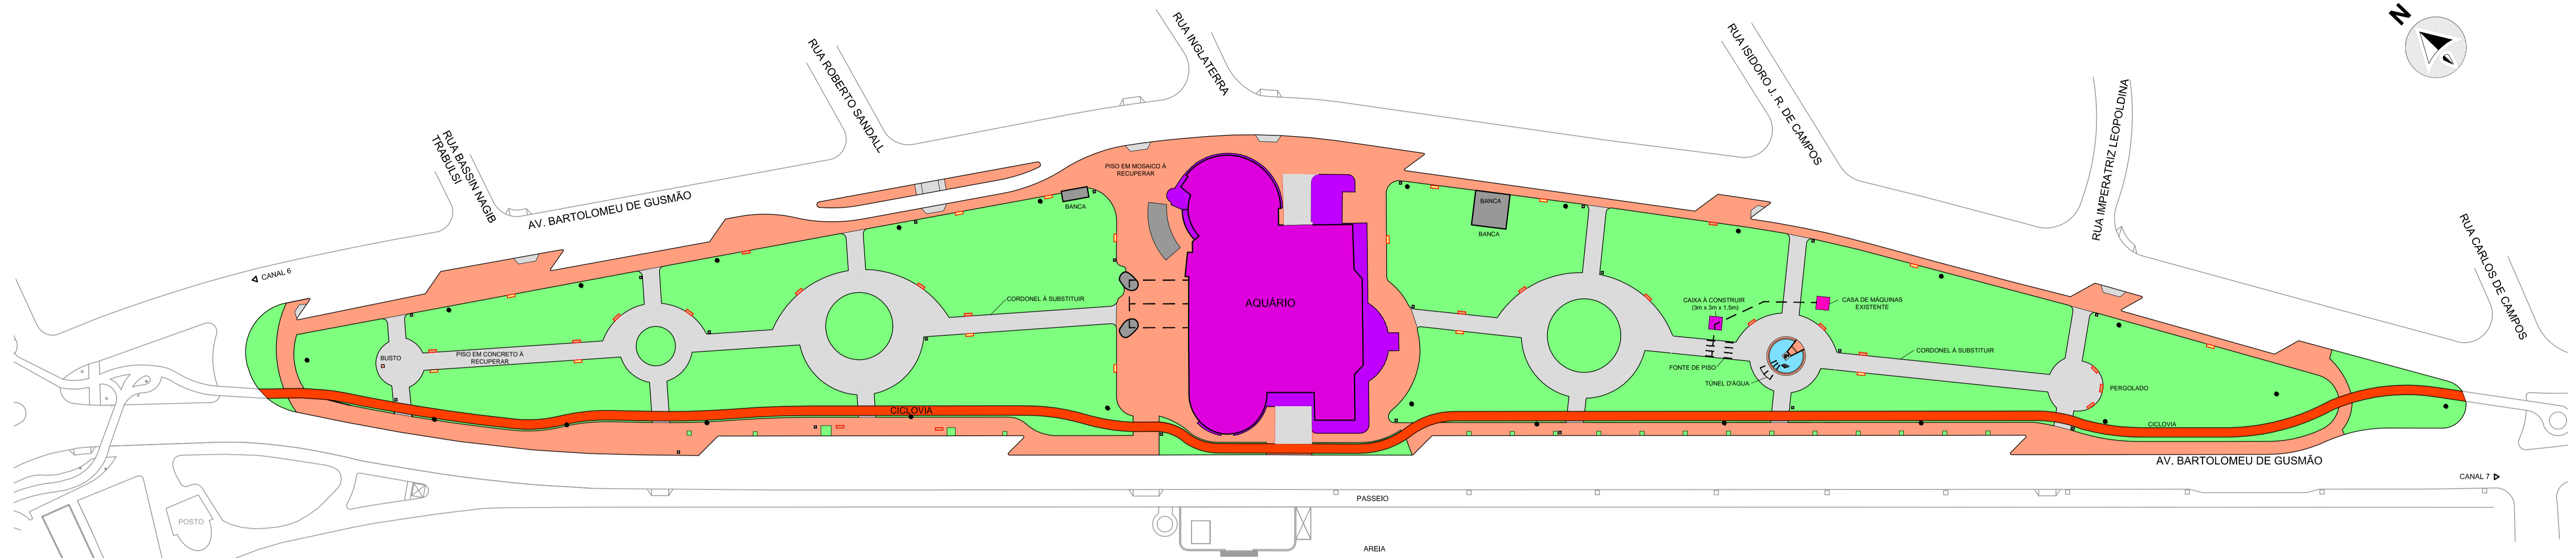 N
RUA INGLATERRA
RUA ROBERTO SANDALL
RUA ISIDORO J. R. DE CAMPOS
RUA IMPERATRIZ LEOPOLDINA
RUA BASSIN NAGIB
TRABULSI
RUA CARLOS DE CAMPOS
AV. BARTOLOMEU DE GUSMÃO
CANAL 6
PISO EM MOSAICO À
RECUPERAR
BANCA
BANCA
BANCA
CORDONEL À SUBSTITUIR
AQUÁRIO
CAIXA À CONSTRUIR
(3m x 3m x 1,5m)
CASA DE MÁQUINAS
EXISTENTE
BUSTO
PISO EM CONCRETO À
RECUPERAR
CORDONEL À SUBSTITUIR
FONTE DE PISO
TÚNEL D'ÁGUA
PERGOLADO
CICLOVIA
CICLOVIA
AV. BARTOLOMEU DE GUSMÃO
CANAL 7
PASSEIO
POSTO
AREIA